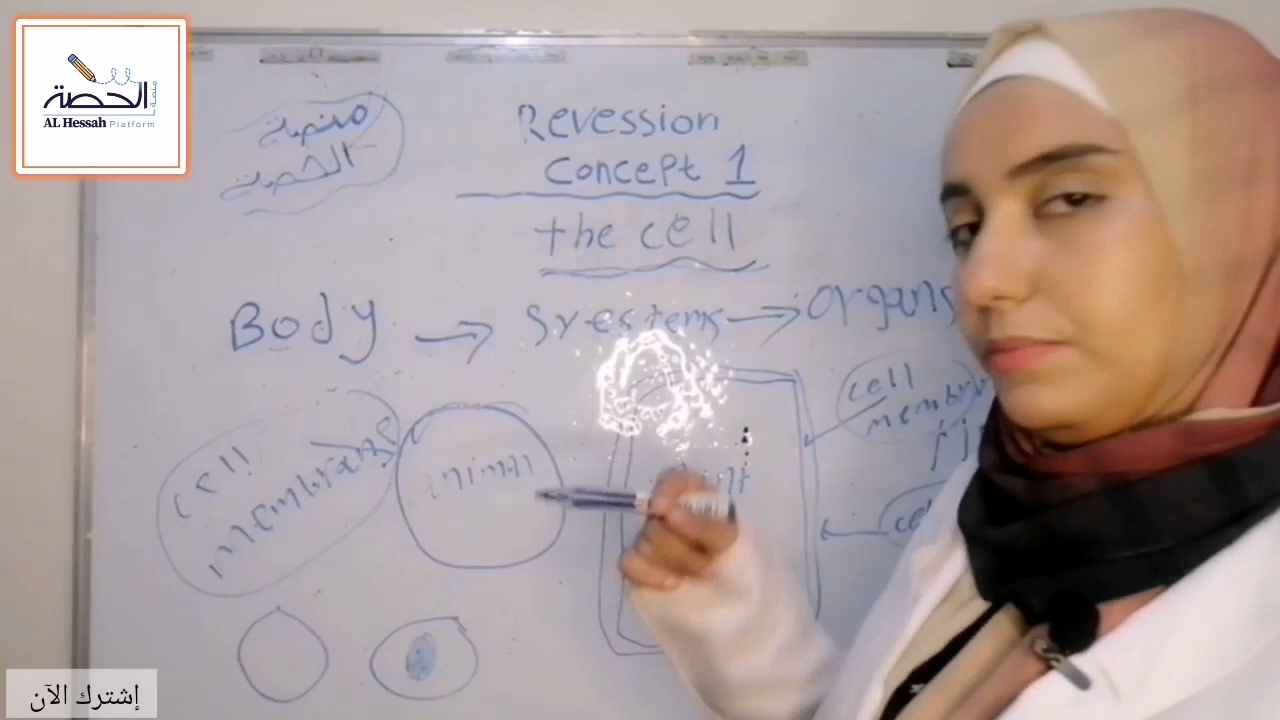 الحصة
منصة
AL Hessah Platform
منصة
الحصة
Revession
Concept 1
the cell
Body → Systems → Organs
cell
membrane
animal
cell
إشترك الآن